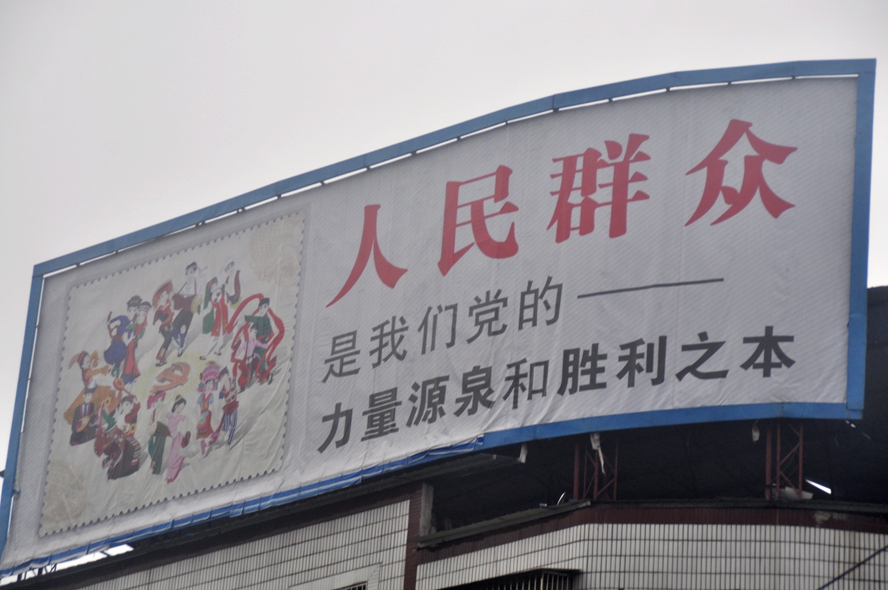 人民群众
是我们党的——
力量源泉和胜利之本